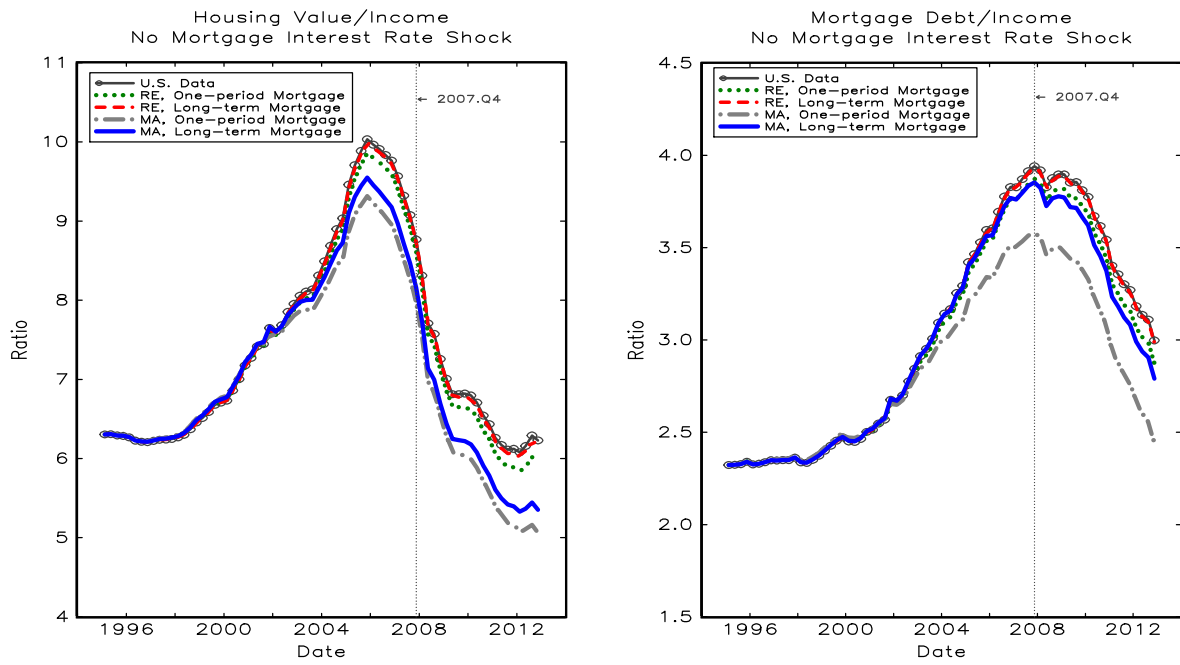 Housing Value/Income
No Mortgage Interest Rate Shock
11
10
9
8
7
6
5
4
Ratio
U.S. Data
RE, One-period Mortgage
RE, Long-term Mortgage
MA, One-period Mortgage
MA, Long-term Mortgage
← 2007.Q4
1996 2000 2004 2008 2012
Date
Mortgage Debt/Income
No Mortgage Interest Rate Shock
4.5
4.0
3.5
3.0
2.5
2.0
1.5
Ratio
U.S. Data
RE, One-period Mortgage
RE, Long-term Mortgage
MA, One-period Mortgage
MA, Long-term Mortgage
← 2007.Q4
1996 2000 2004 2008 2012
Date